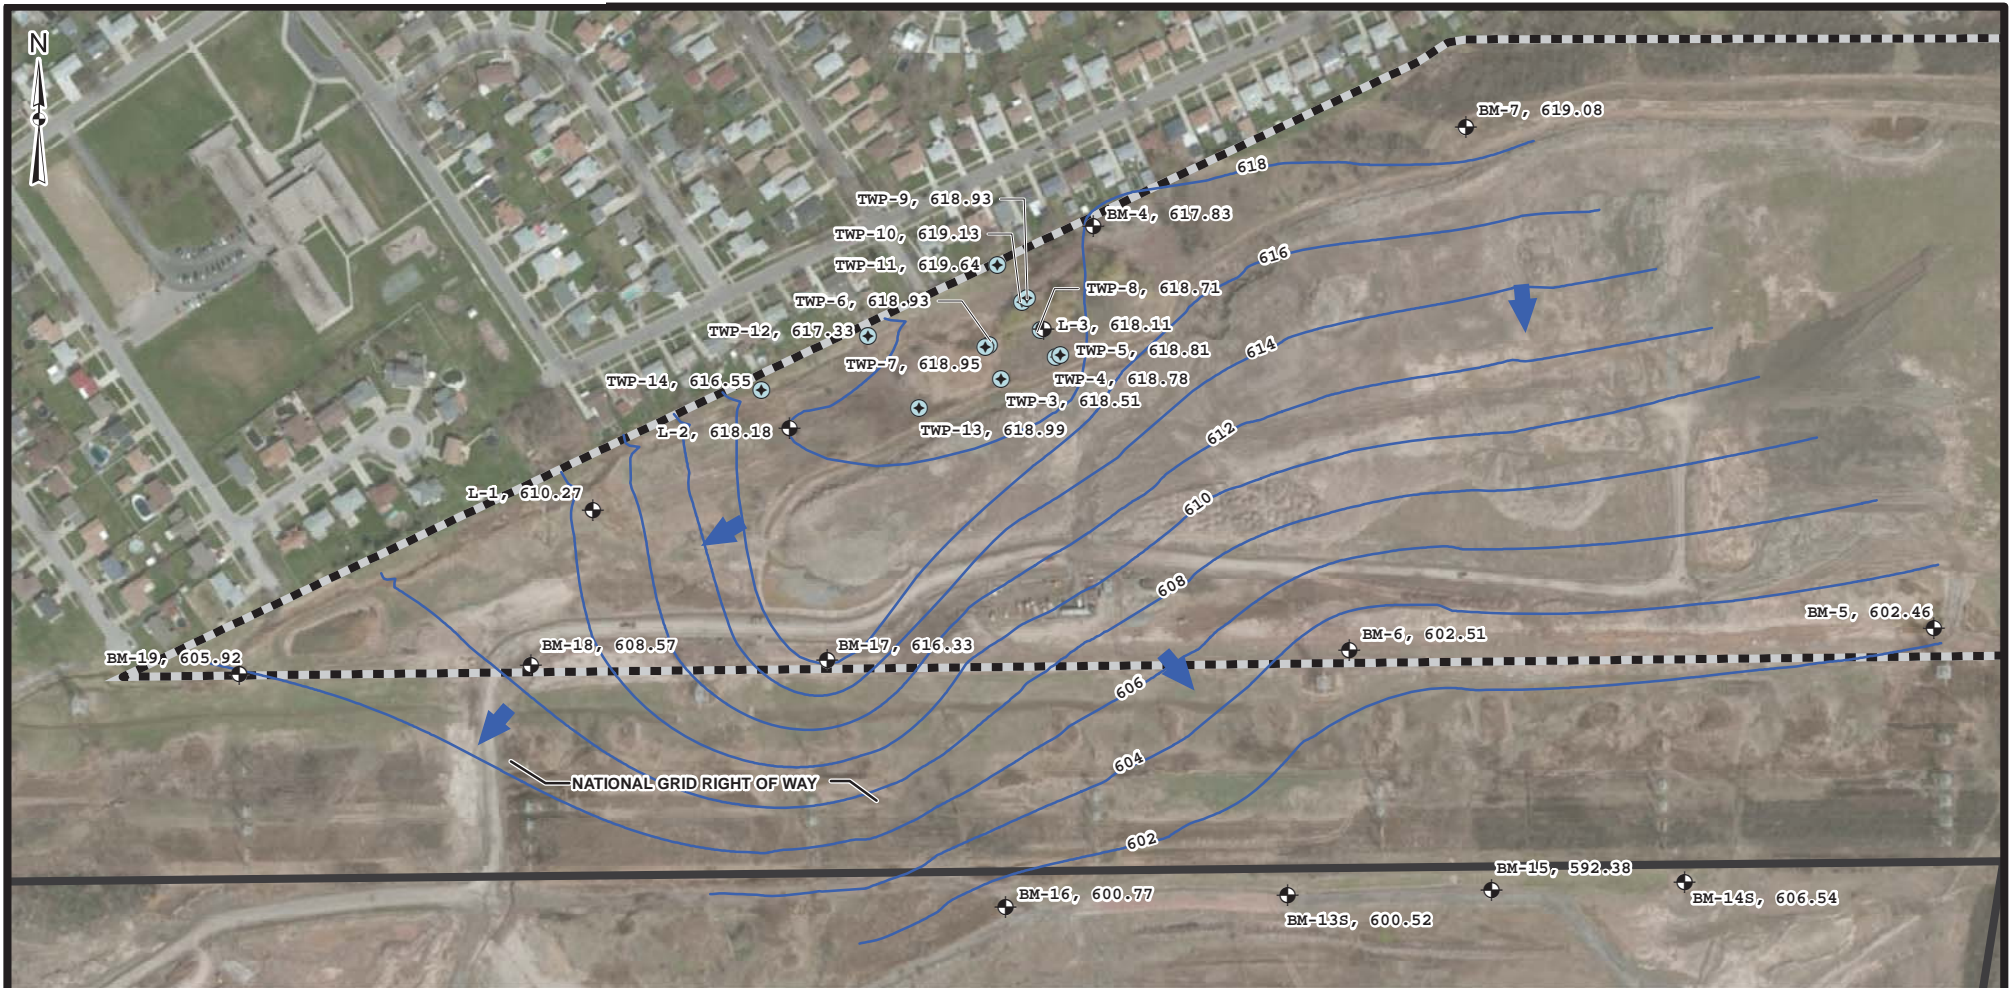 N
BM-7, 619.08
618
TWP-9, 618.93
BM-4, 617.83
TWP-10, 619.13
616
TWP-11, 619.64
TWP-8, 618.71
TWP-6, 618.93
L-3, 618.11
TWP-12, 617.33
614
TWP-5, 618.81
TWP-7, 618.95
TWP-4, 618.78
TWP-14, 616.55
TWP-3, 618.51
L-2, 618.18
TWP-13, 618.99
612
L-1, 610.27
610
608
BM-5, 602.46
BM-6, 602.51
BM-18, 608.57
BM-17, 616.33
BM-19, 605.92
606
604
NATIONAL GRID RIGHT OF WAY
602
BM-15, 592.38
BM-16, 600.77
BM-14S, 606.54
BM-13S, 600.52